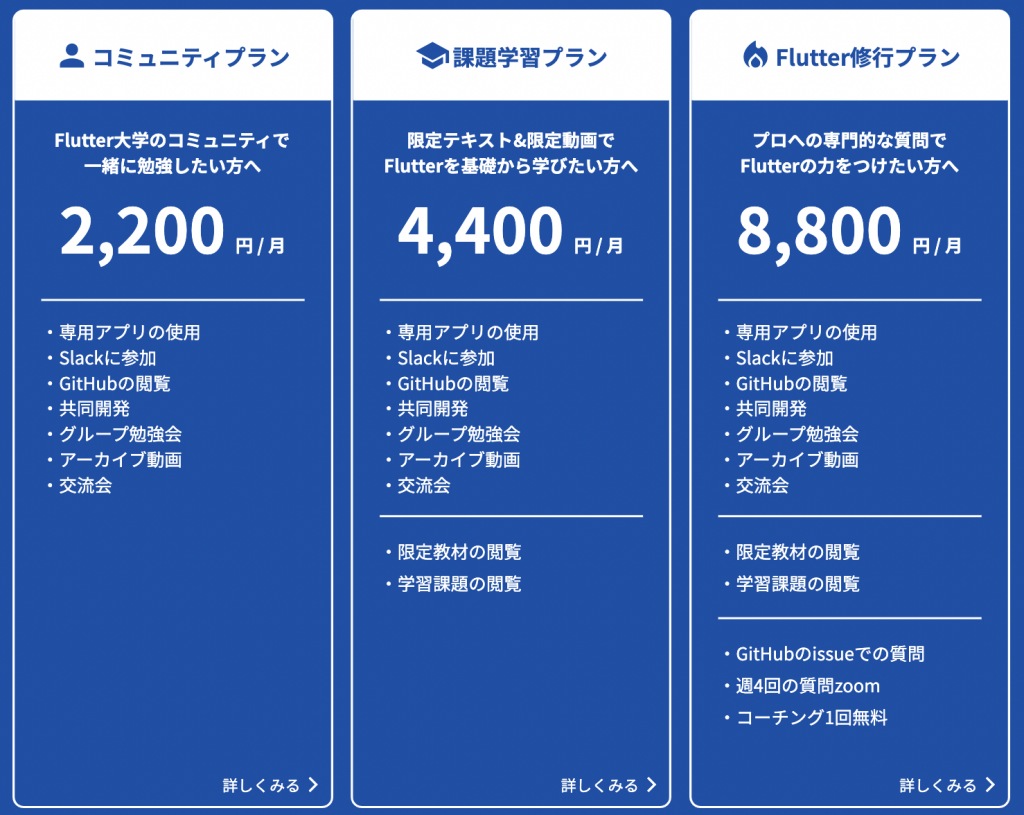 コミュニティプラン
Flutter大学のコミュニティで
一緒に勉強したい方へ
2,200 円 / 月
・専用アプリの使用
・Slackに参加
・GitHubの閲覧
・共同開発
・グループ勉強会
・アーカイブ動画
・交流会
詳しくみる
課題学習プラン
限定テキスト&限定動画で
Flutterを基礎から学びたい方へ
4,400 円 / 月
・専用アプリの使用
・Slackに参加
・GitHubの閲覧
・共同開発
・グループ勉強会
・アーカイブ動画
・交流会
・限定教材の閲覧
・学習課題の閲覧
詳しくみる
Flutter修行プラン
プロへの専門的な質問で
Flutterの力をつけたい方へ
8,800 円 / 月
・専用アプリの使用
・Slackに参加
・GitHubの閲覧
・共同開発
・グループ勉強会
・アーカイブ動画
・交流会
・限定教材の閲覧
・学習課題の閲覧
・GitHubのissueでの質問
・週4回の質問zoom
・コーチング1回無料
詳しくみる